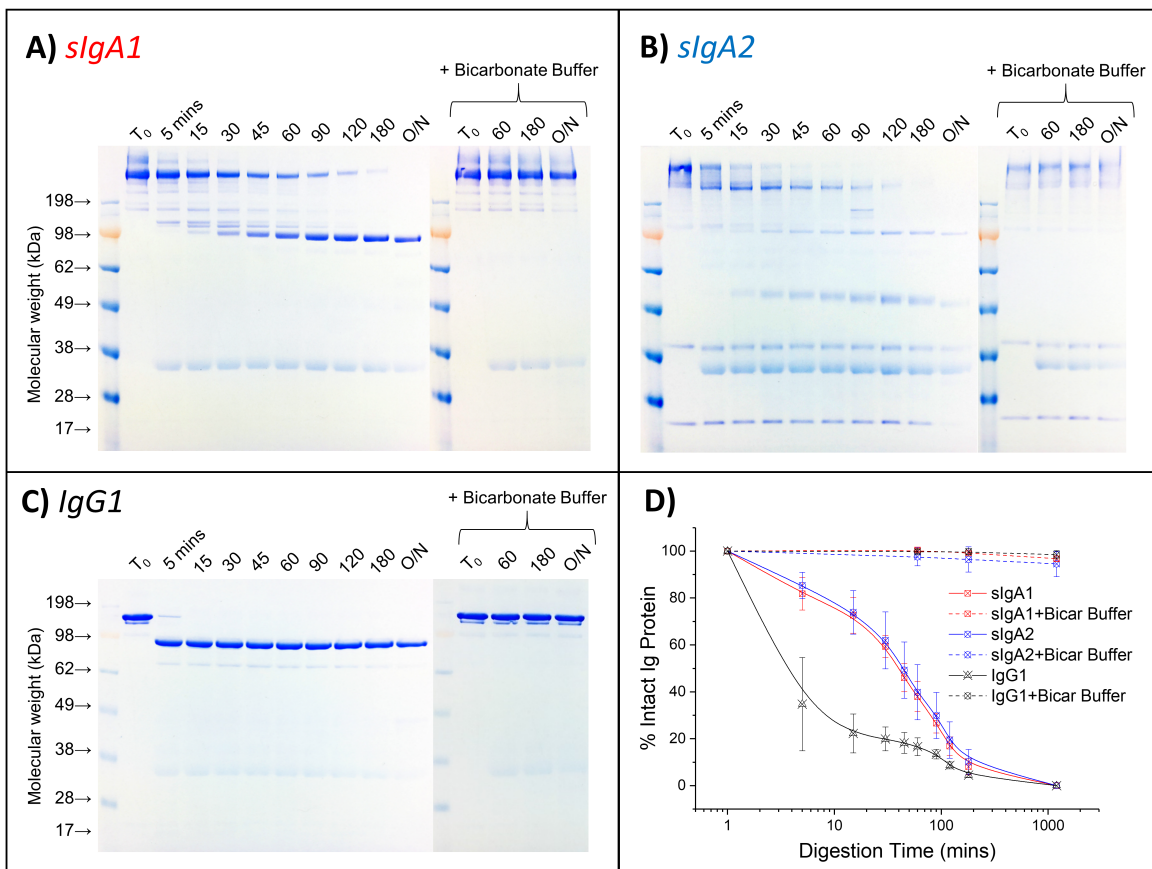 A) sIgA1
+ Bicarbonate Buffer
T0 5 mins 15 30 45 60 90 120 180 O/N T0 60 180 O/N
Molecular weight (kDa)
198→
98→
62→
49→
38→
28→
17→
B) sIgA2
+ Bicarbonate Buffer
T0 5 mins 15 30 45 60 90 120 180 O/N T0 60 180 O/N
C) IgG1
+ Bicarbonate Buffer
T0 5 mins 15 30 45 60 90 120 180 O/N T0 60 180 O/N
Molecular weight (kDa)
198→
98→
62→
49→
38→
28→
17→
D)
% Intact Ig Protein
100
80
60
40
20
0
sIgA1
sIgA1+Bicar Buffer
sIgA2
sIgA2+Bicar Buffer
IgG1
IgG1+Bicar Buffer
1 10 100 1000
Digestion Time (mins)